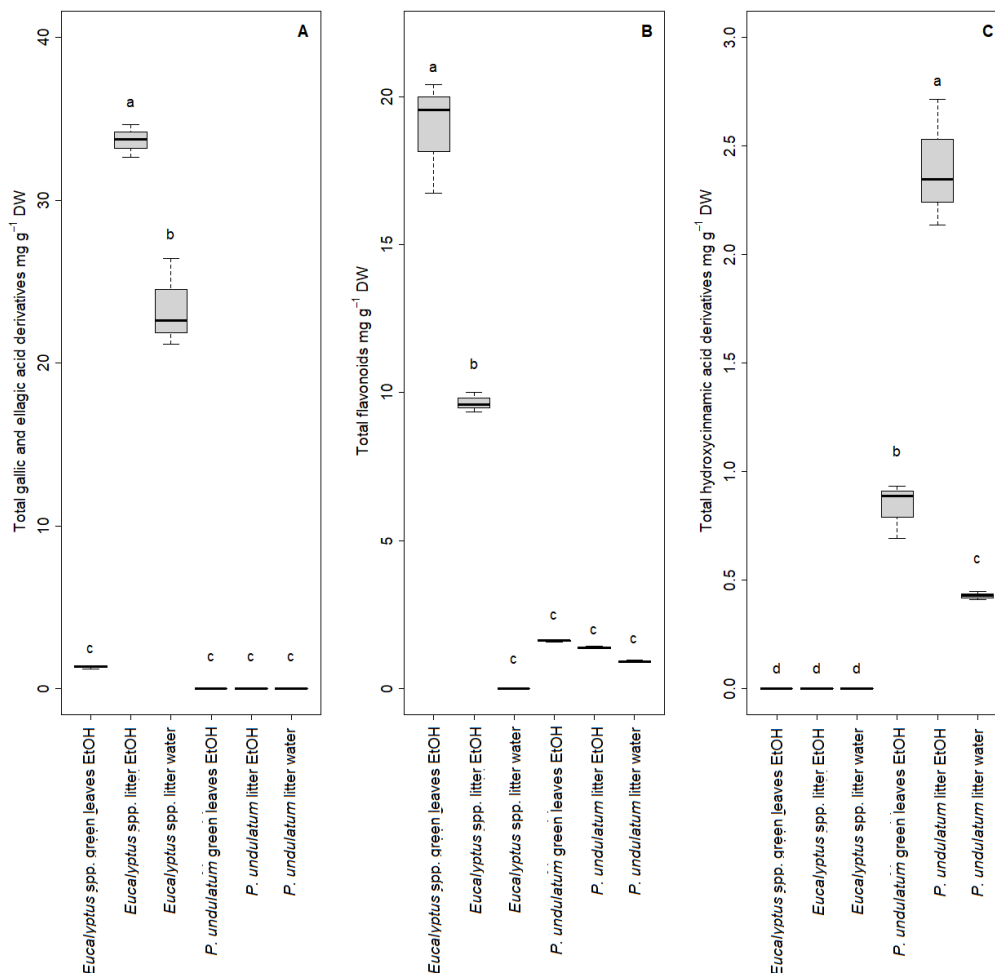 A
Total gallic and ellagic acid derivatives mg g⁻¹ DW
40
30
20
10
0
a
b
c
c
c
c
Eucalyptus spp. green leaves EtOH
Eucalyptus spp. litter EtOH
Eucalyptus spp. litter water
P. undulatum green leaves EtOH
P. undulatum litter EtOH
P. undulatum litter water
B
Total flavonoids mg g⁻¹ DW
20
15
10
5
0
a
b
c
c
c
c
Eucalyptus spp. green leaves EtOH
Eucalyptus spp. litter EtOH
Eucalyptus spp. litter water
P. undulatum green leaves EtOH
P. undulatum litter EtOH
P. undulatum litter water
C
Total hydroxycinnamic acid derivatives mg g⁻¹ DW
3.0
2.5
2.0
1.5
1.0
0.5
0.0
d
d
d
b
a
c
Eucalyptus spp. green leaves EtOH
Eucalyptus spp. litter EtOH
Eucalyptus spp. litter water
P. undulatum green leaves EtOH
P. undulatum litter EtOH
P. undulatum litter water